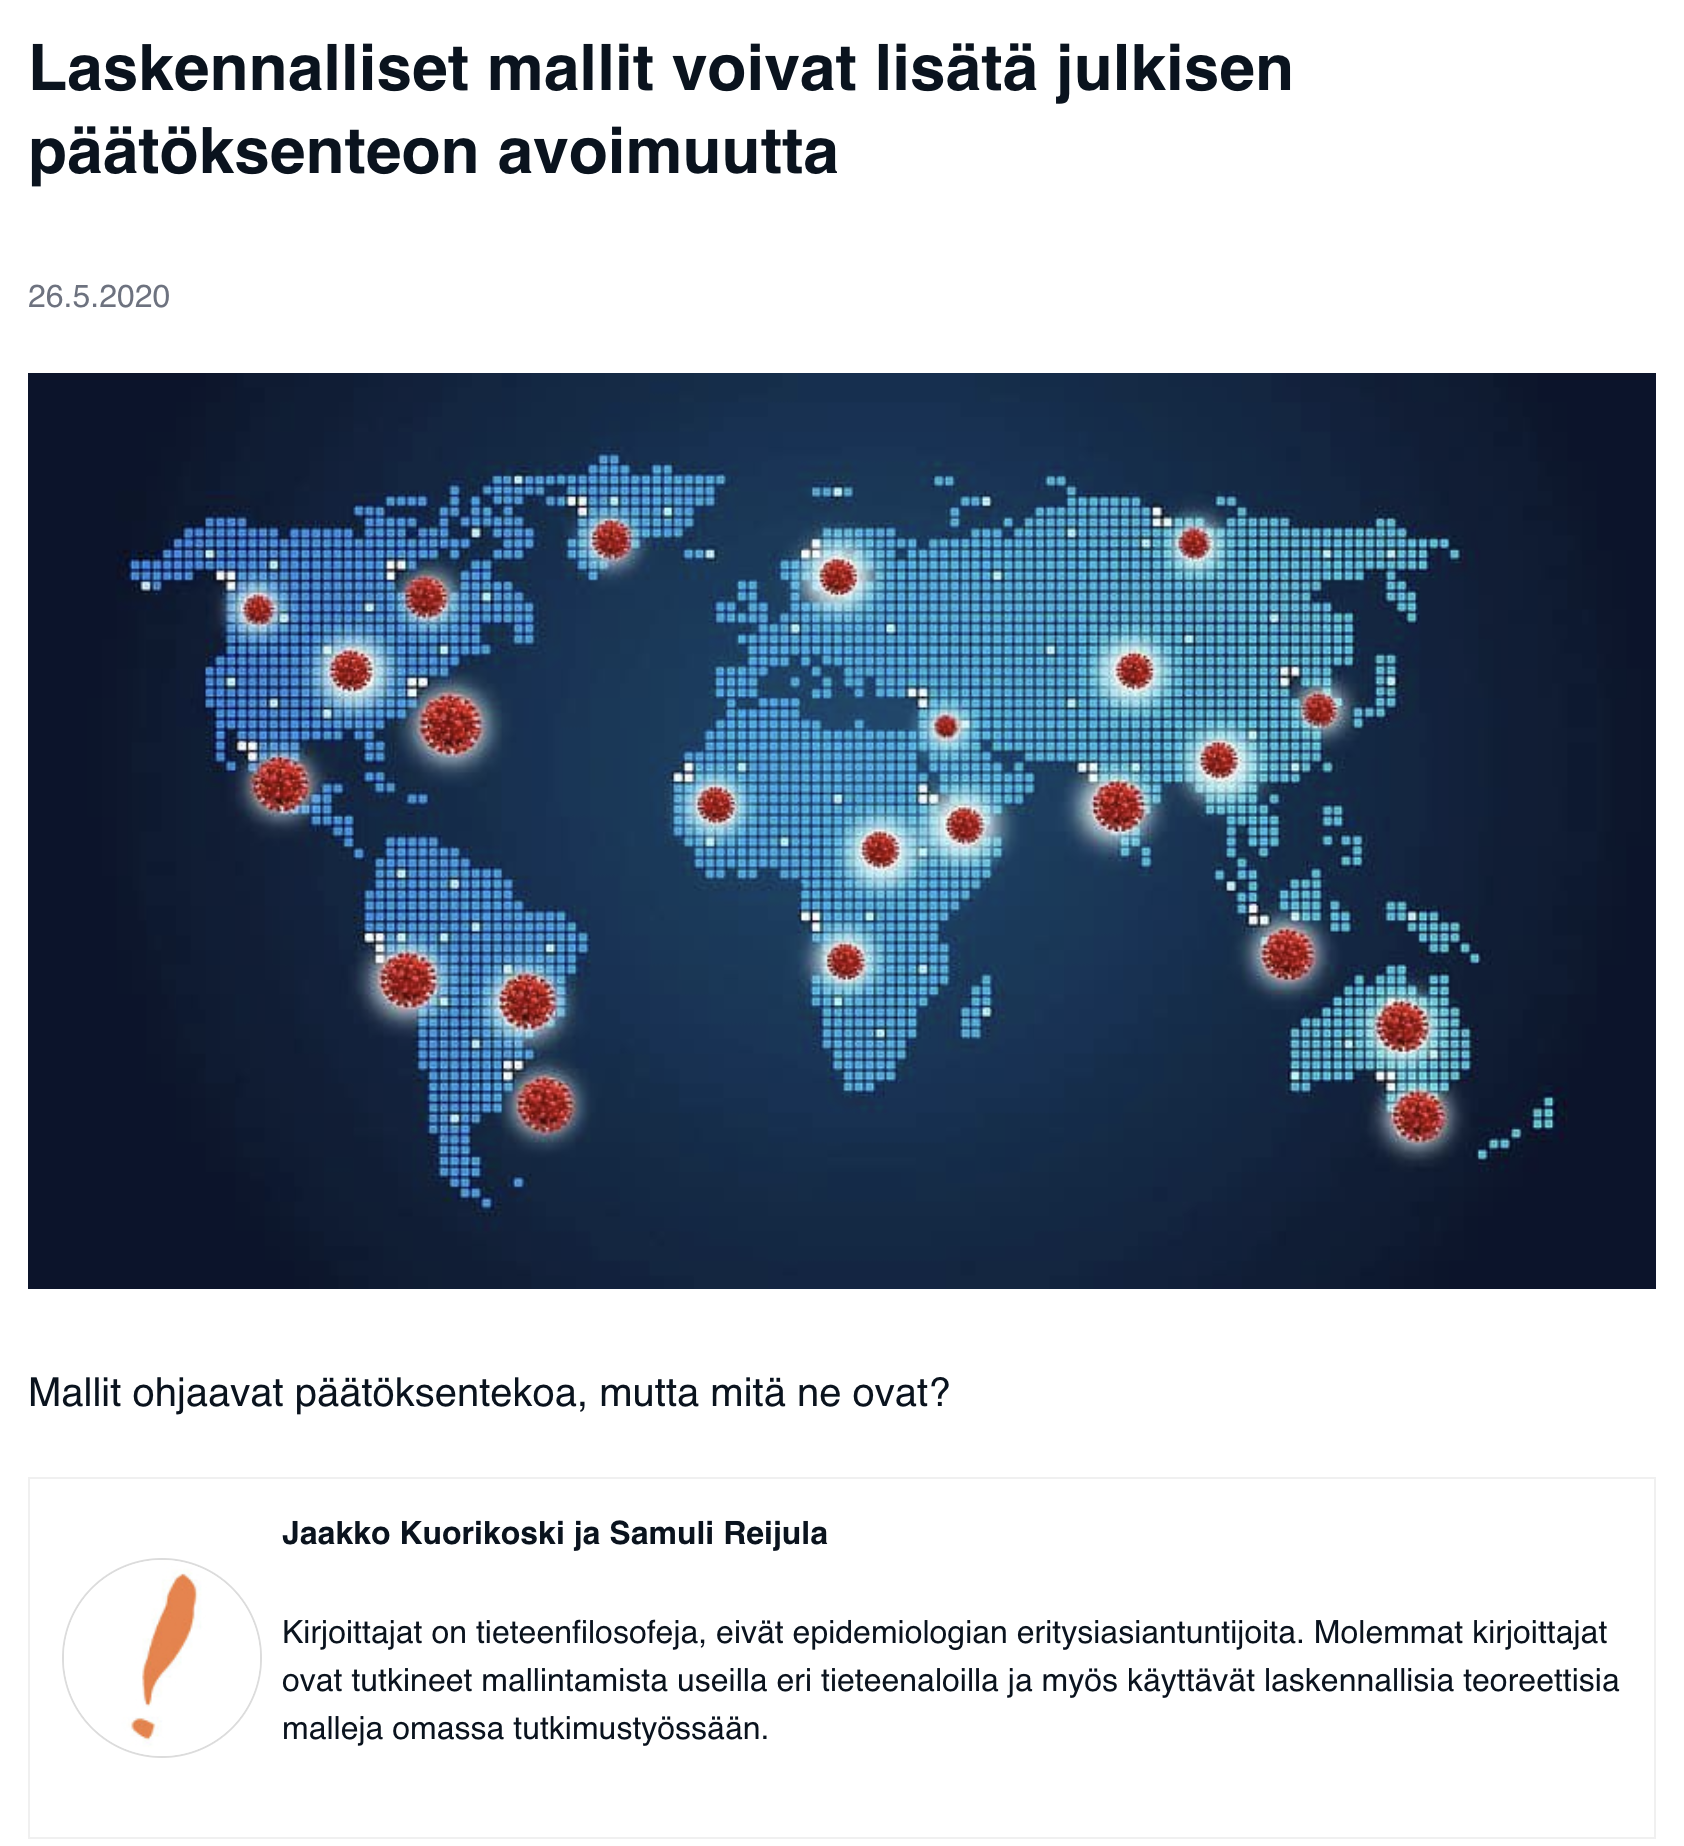 Laskennalliset mallit voivat lisätä julkisen
päätöksenteon avoimuutta
26.5.2020
Mallit ohjaavat päätöksentekoa, mutta mitä ne ovat?
Jaakko Kuorikoski ja Samuli Reijula
Kirjoittajat on tieteenfilosofeja, eivät epidemiologian eritysiasiantuntijoita. Molemmat kirjoittajat
ovat tutkineet mallintamista useilla eri tieteenaloilla ja myös käyttävät laskennallisia teoreettisia
malleja omassa tutkimustyössään.